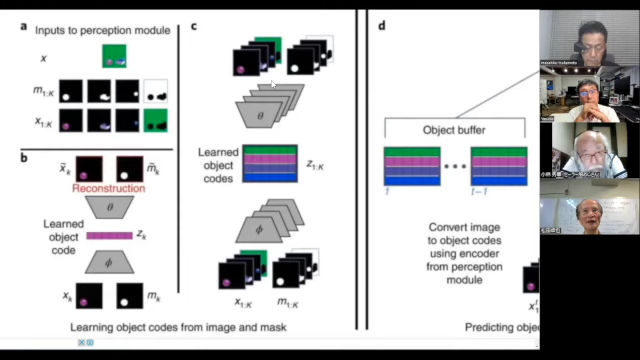 a Inputs to perception module
x
m1:K
x1:K
b
x̃k m̃k
Reconstruction
θ
Learned
object
code
zk
ϕ
xk mk
c
θ
Learned
object
codes
z1:K
ϕ
x1:K m1:K
Learning object codes from image and mask
d
Object buffer
1 t−1
Convert image
to object codes
using encoder
from perception
module
Predicting objec